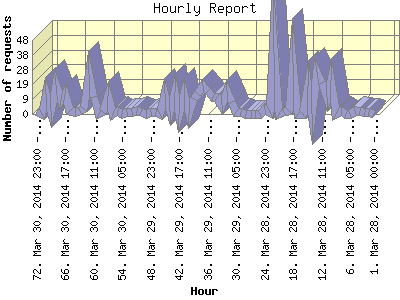 Hourly Report
Number of requests
48
38
28
19
9
0
72. Mar 30, 2014 23:00
66. Mar 30, 2014 17:00
60. Mar 30, 2014 11:00
54. Mar 30, 2014 05:00
48. Mar 29, 2014 23:00
42. Mar 29, 2014 17:00
36. Mar 29, 2014 11:00
30. Mar 29, 2014 05:00
24. Mar 28, 2014 23:00
18. Mar 28, 2014 17:00
12. Mar 28, 2014 11:00
6. Mar 28, 2014 05:00
1. Mar 28, 2014 00:00
Hour